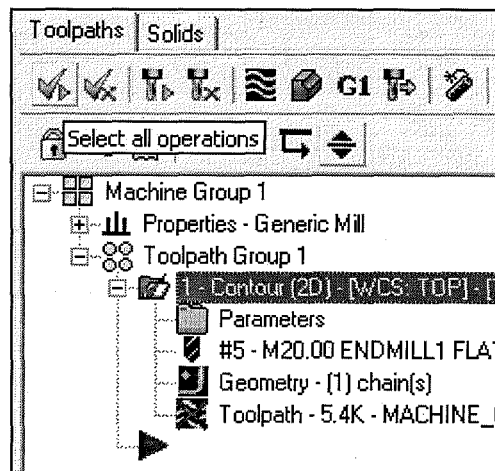 Toolpaths Solids
G1
Select all operations
Machine Group 1
Properties - Generic Mill
Toolpath Group 1
1 - Contour (2D) - [WCS: TOP] - [
Parameters
#5 - M20.00 ENDMILL1 FLAT
Geometry - (1) chain(s)
Toolpath - 5.4K - MACHINE_